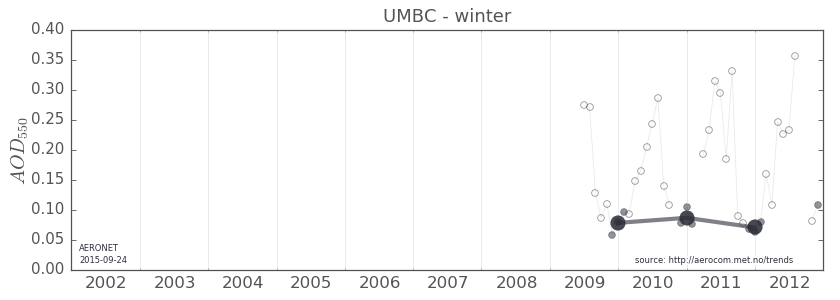 UMBC - winter
0.40
0.35
0.30
0.25
0.20
0.15
0.10
0.05
0.00
AOD550
AERONET
2015-09-24
source: http://aerocom.met.no/trends
2002 2003 2004 2005 2006 2007 2008 2009 2010 2011 2012